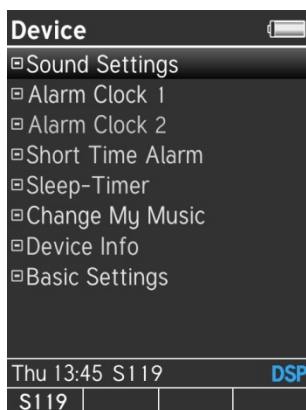 Device
Sound Settings
Alarm Clock 1
Alarm Clock 2
Short Time Alarm
Sleep-Timer
Change My Music
Device Info
Basic Settings
Thu 13:45 S119 DSP
S119